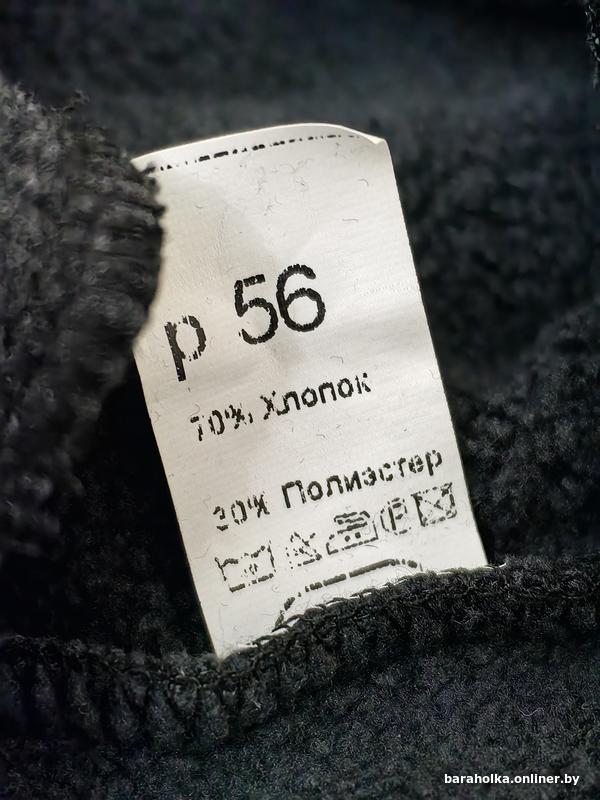 р 56
70% Хлопок
30% Полиэстер
baraholka.onliner.by